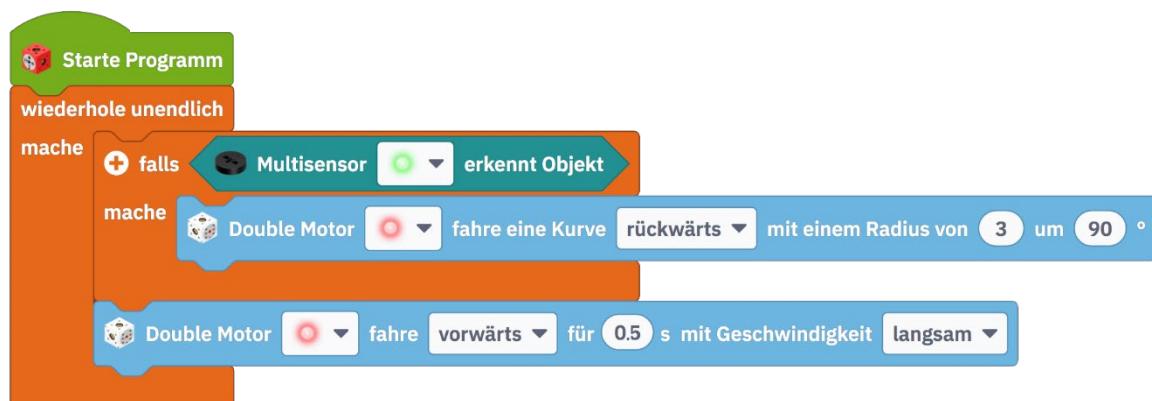 Starte Programm
wiederhole unendlich
mache
falls Multisensor erkennt Objekt
mache
Double Motor fahre eine Kurve rückwärts mit einem Radius von 3 um 90 °
Double Motor fahre vorwärts für 0.5 s mit Geschwindigkeit langsam